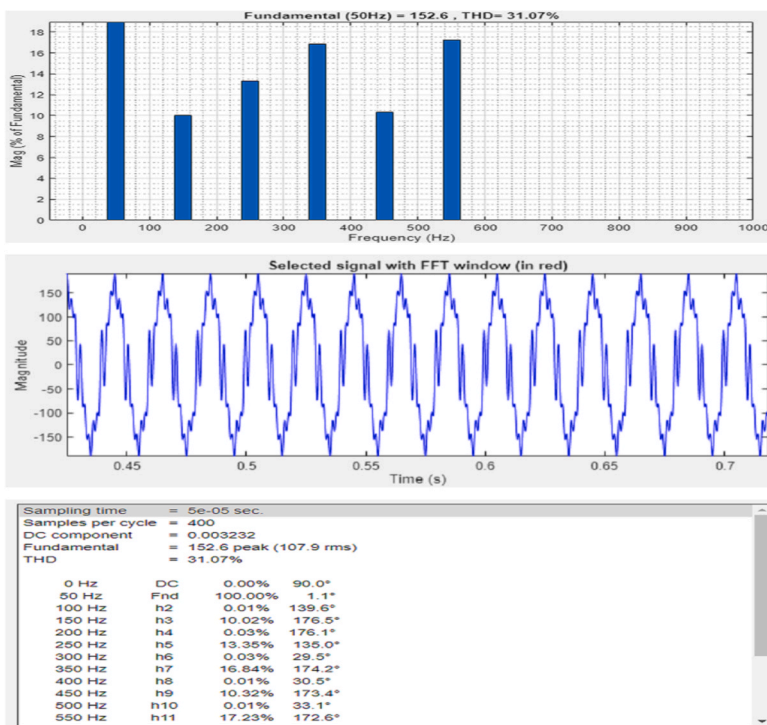 Fundamental (50Hz) = 152.6 , THD= 31.07%
Mag (% of Fundamental)
18
16
14
12
10
8
6
4
2
0
0 100 200 300 400 500 600 700 800 900 1000
Frequency (Hz)
Selected signal with FFT window (in red)
Magnitude
150
100
50
0
-50
-100
-150
0.45 0.5 0.55 0.6 0.65 0.7
Time (s)
Sampling time = 5e-05 sec.
Samples per cycle = 400
DC component = 0.003232
Fundamental = 152.6 peak (107.9 rms)
THD = 31.07%
0 Hz DC 0.00% 90.0°
50 Hz Fnd 100.00% 1.1°
100 Hz h2 0.01% 139.6°
150 Hz h3 10.02% 176.5°
200 Hz h4 0.03% 176.1°
250 Hz h5 13.35% 135.0°
300 Hz h6 0.03% 29.5°
350 Hz h7 16.84% 174.2°
400 Hz h8 0.01% 30.5°
450 Hz h9 10.32% 173.4°
500 Hz h10 0.01% 33.1°
550 Hz h11 17.23% 172.6°